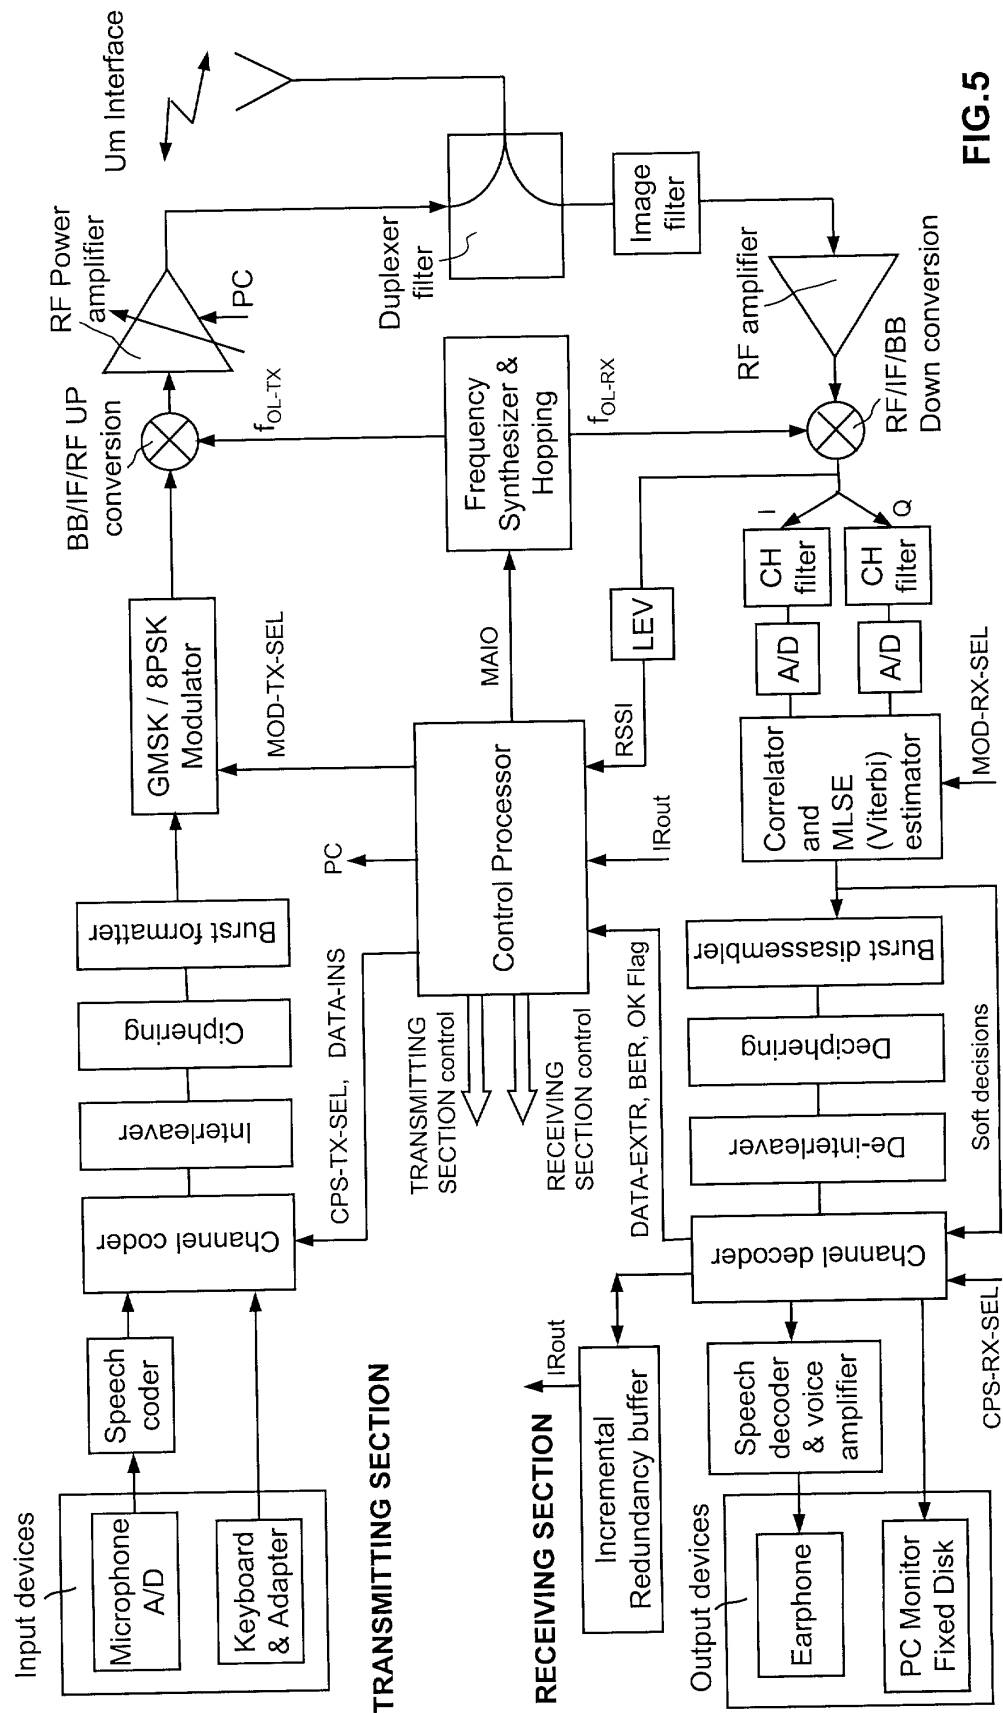 Input devices
Microphone
A/D
Keyboard
& Adapter
Speech
coder
Channel coder
Interleaver
Ciphering
Burst formatter
GMSK / 8PSK
Modulator
BB/IF/RF UP
conversion
RF Power
amplifier
PC
Um Interface
TRANSMITTING SECTION
CPS-TX-SEL, DATA-INS
PC
MOD-TX-SEL
fOL-TX
Duplexer
filter
TRANSMITTING
SECTION control
RECEIVING
SECTION control
Control Processor
MAIO
Frequency
Synthesizer &
Hopping
fOL-RX
Image
filter
RECEIVING SECTION
IRout
Incremental
Redundancy buffer
DATA-EXTR, BER, OK Flag
IRout
RSSI
LEV
RF amplifier
RF/IF/BB
Down conversion
Output devices
Earphone
PC Monitor
Fixed Disk
Speech
decoder
& voice
amplifier
Channel decoder
De-interleaver
Deciphering
Burst disassembler
Correlator
and
MLSE
(Viterbi)
estimator
A/D
A/D
CH
filter
CH
filter
I
Q
CPS-RX-SEL
Soft decisions
MOD-RX-SEL
FIG.5